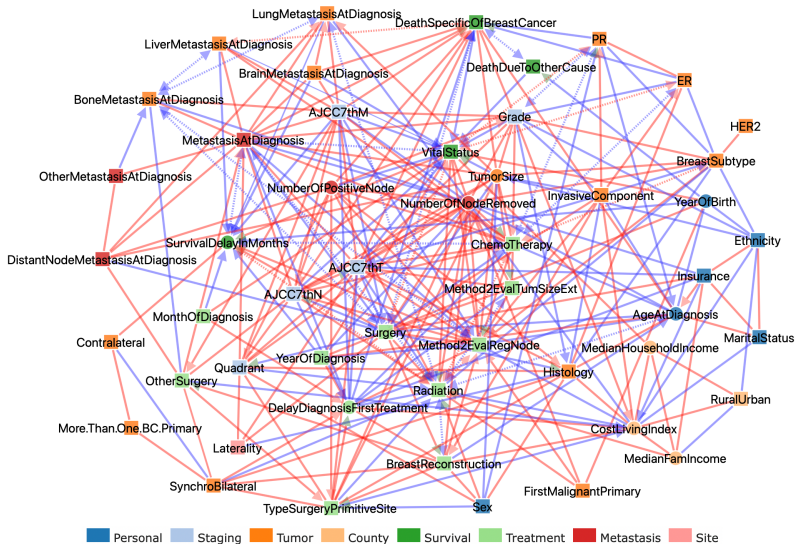 LungMetastasisAtDiagnosis
DeathSpecificOfBreastCancer
LiverMetastasisAtDiagnosis
PR
DeathDueToOtherCause
BrainMetastasisAtDiagnosis
ER
BoneMetastasisAtDiagnosis
AJCC7thM
Grade
HER2
MetastasisAtDiagnosis
VitalStatus
BreastSubtype
OtherMetastasisAtDiagnosis
TumorSize
NumberOfPositiveNode
InvasiveComponent
NumberOfNodeRemoved
YearOfBirth
SurvivalDelayInMonths
ChemoTherapy
Ethnicity
DistantNodeMetastasisAtDiagnosis
AJCC7thT
Insurance
AJCC7thN
Method2EvalTumSizeExt
MonthOfDiagnosis
AgeAtDiagnosis
Surgery
Contralateral
Method2EvalRegNode
MedianHouseholdIncome
MaritalStatus
YearOfDiagnosis
Quadrant
Histology
OtherSurgery
Radiation
RuralUrban
DelayDiagnosisFirstTreatment
More.Than.One.BC.Primary
CostLivingIndex
Laterality
BreastReconstruction
MedianFamIncome
SynchroBilateral
FirstMalignantPrimary
TypeSurgeryPrimitiveSite
Sex
Personal Staging Tumor County Survival Treatment Metastasis Site